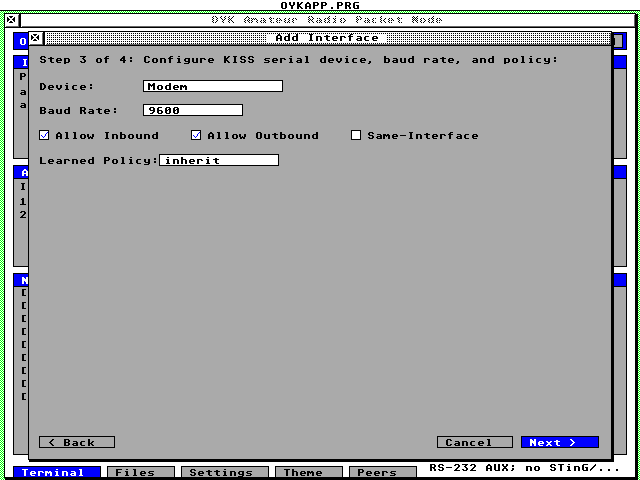 OYKAPP.PRG
OYK Amateur Radio Packet Node
Add Interface
Step 3 of 4: Configure KISS serial device, baud rate, and policy:
Device: Modem
Baud Rate: 9600
Allow Inbound Allow Outbound Same-Interface
Learned Policy: inherit
< Back Cancel Next >
Terminal Files Settings Theme Peers RS-232 AUX; no STinG/...